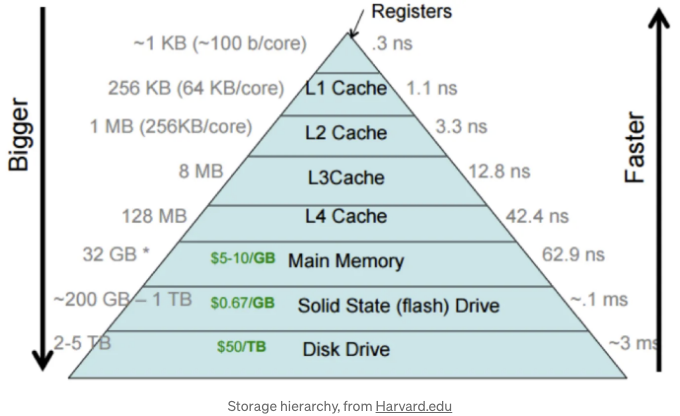 Registers
~1 KB (~100 b/core) .3 ns
256 KB (64 KB/core) L1 Cache 1.1 ns
1 MB (256KB/core) L2 Cache 3.3 ns
8 MB L3Cache 12.8 ns
128 MB L4 Cache 42.4 ns
32 GB * $5-10/GB Main Memory 62.9 ns
~200 GB – 1 TB $0.67/GB Solid State (flash) Drive ~.1 ms
2-5 TB $50/TB Disk Drive ~3 ms
Bigger
Faster
Storage hierarchy, from Harvard.edu